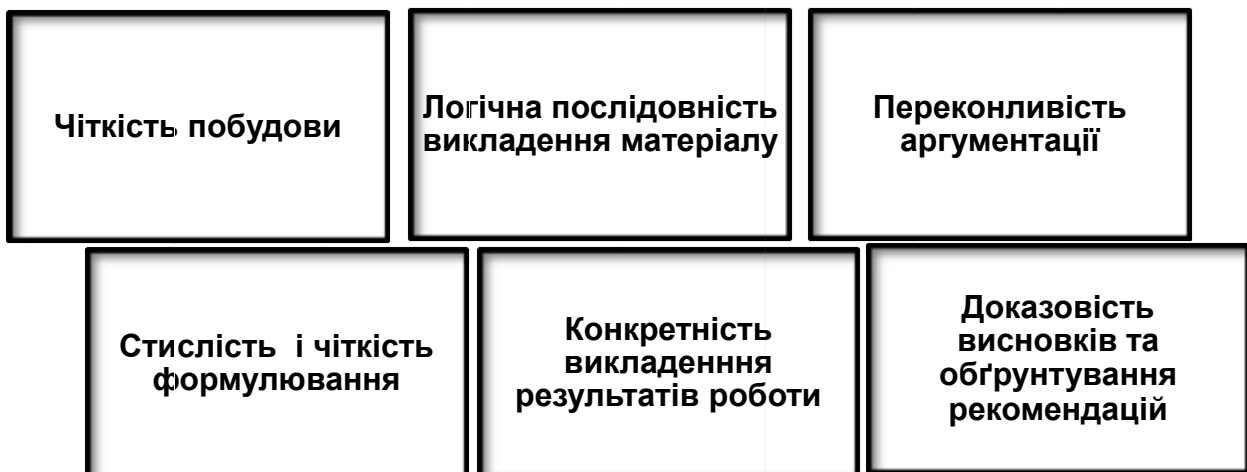 Чіткість побудови
Логічна послідовність
викладення матеріалу
Переконливість
аргументації
Стислість і чіткість
формулювання
Конкретність
викладенння
результатів роботи
Доказовість
висновків та
обґрунтування
рекомендацій